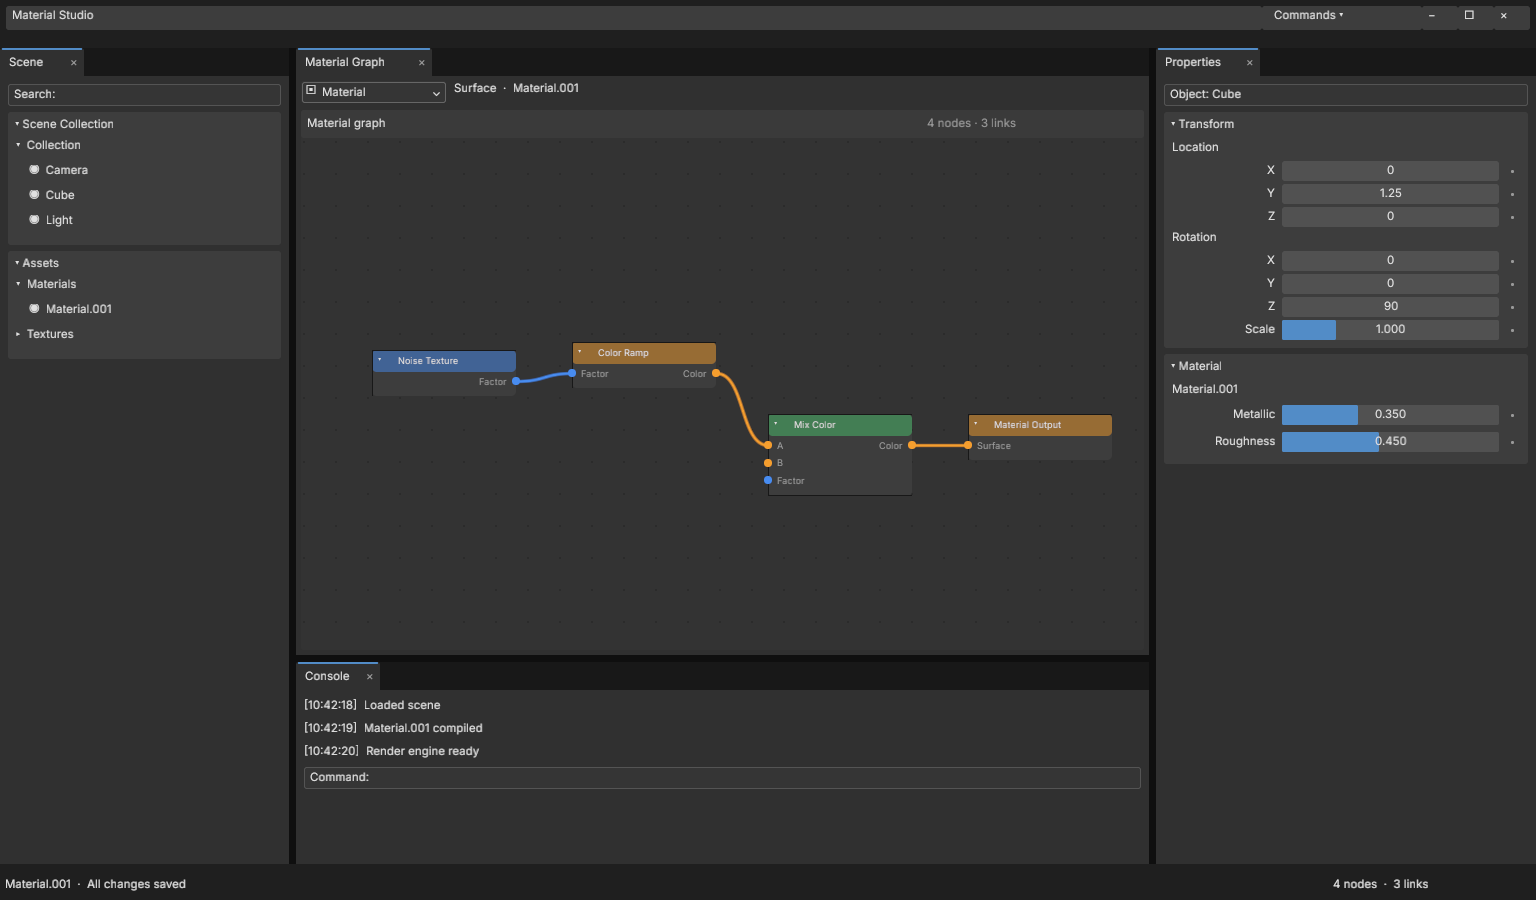 Material Studio
Commands
Scene
Search:
Scene Collection
Collection
Camera
Cube
Light
Assets
Materials
Material.001
Textures
Material Graph
Material
Surface · Material.001
Material graph
4 nodes · 3 links
Noise Texture
Factor
Color Ramp
Factor
Color
Mix Color
A
Color
B
Factor
Material Output
Surface
Console
[10:42:18] Loaded scene
[10:42:19] Material.001 compiled
[10:42:20] Render engine ready
Command:
Properties
Object: Cube
Transform
Location
X 0
Y 1.25
Z 0
Rotation
X 0
Y 0
Z 90
Scale 1.000
Material
Material.001
Metallic 0.350
Roughness 0.450
Material.001 · All changes saved
4 nodes · 3 links